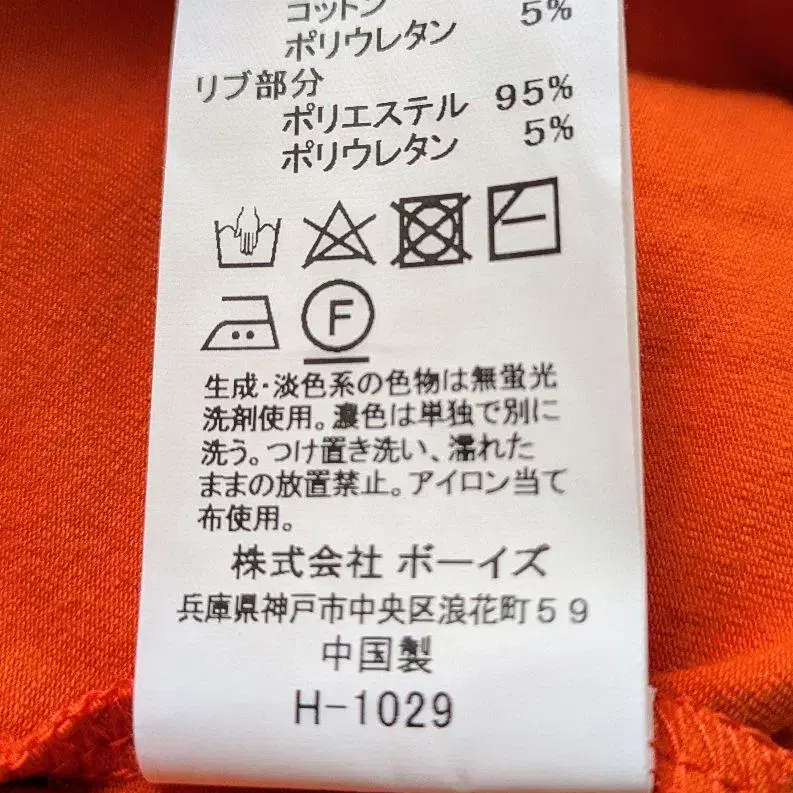 コットン 5%
ポリウレタン
リブ部分
ポリエステル 95%
ポリウレタン 5%
F
生成・淡色系の色物は無蛍光
洗剤使用。濃色は単独で別に
洗う。つけ置き洗い、濡れた
ままの放置禁止。アイロン当て
布使用。
株式会社 ボーイズ
兵庫県神戸市中央区浪花町59
中国製
H-1029